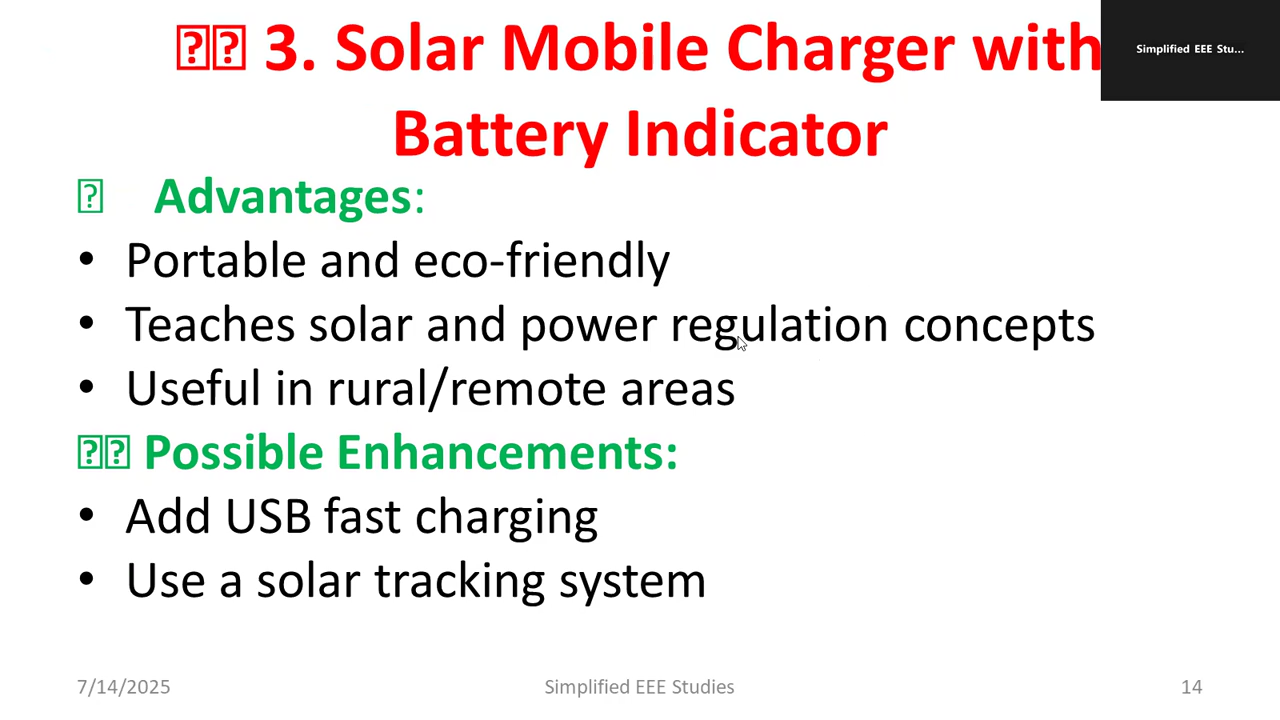 3. Solar Mobile Charger with
Simplified EEE Stu...
Battery Indicator
Advantages:
• Portable and eco-friendly
• Teaches solar and power regulation concepts
• Useful in rural/remote areas
Possible Enhancements:
• Add USB fast charging
• Use a solar tracking system
7/14/2025
Simplified EEE Studies
14